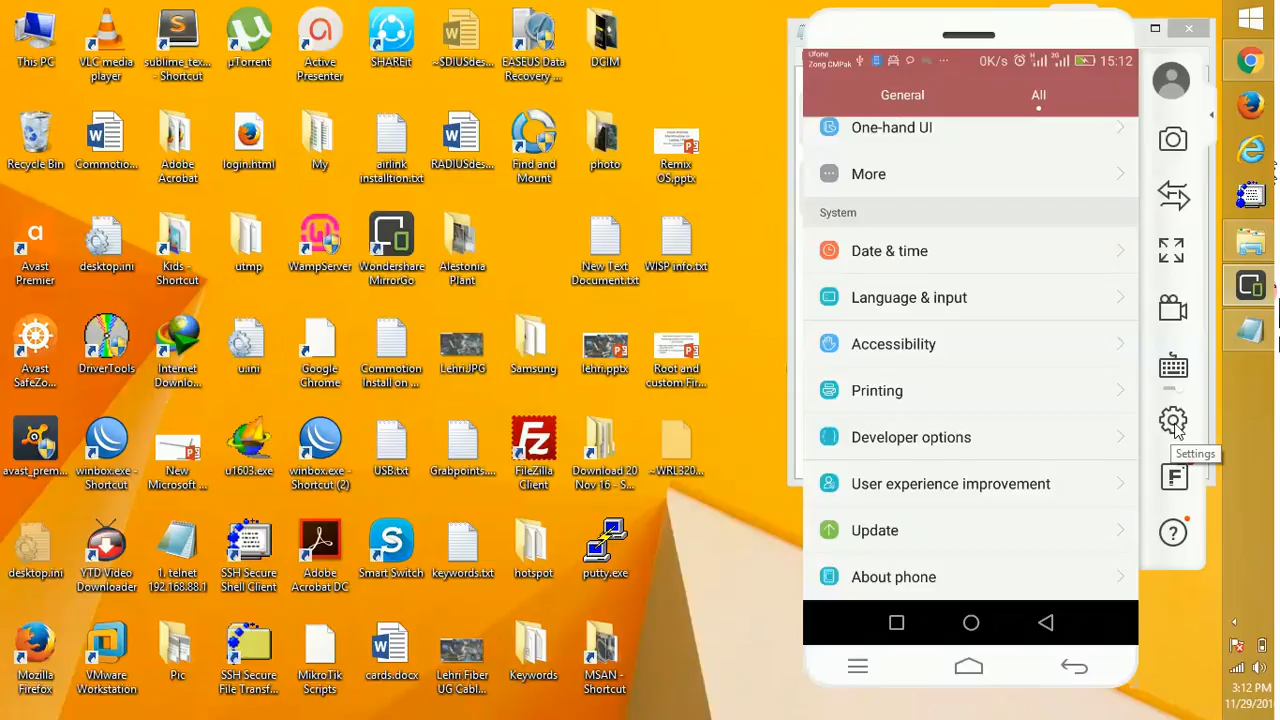 This PC
VLC media
player
sublime_tex...
- Shortcut
µTorrent
Active
Presenter
SHAREit
~SDIUSdes...
EASEUS Data
Recovery ...
DCIM
Recycle Bin
Commotio...
Adobe
Acrobat
login.html
My
airlink
installtion.txt
RADIUSdes...
Find and
Mount
photo
Remix
OS.pptx
Avast
Premier
desktop.ini
Kids -
Shortcut
utmp
WampServer
Wondershare
MirrorGo
Alestonia
Plant
New Text
Document.txt
WISP info.txt
Avast
SafeZo...
DriverTools
Internet
Downlo...
u.ini
Google
Chrome
Commotion
Install on ...
Lehri.JPG
Samsung
lehri.pptx
Root and
custom Fir...
avast_prem...
winbox.exe -
Shortcut
New
Microsoft ...
u1603.exe
winbox.exe -
Shortcut (2)
USB.txt
Grabpoints....
FileZilla
Client
Download 20
Nov 16 - S...
~WRL320...
desktop.ini
YTD Video
Downloader
1. telnet
192.168.88.1
SSH Secure
Shell Client
Adobe
Acrobat DC
Smart Switch
keywords.txt
hotspot
putty.exe
Mozilla
Firefox
VMware
Workstation
Pic
SSH Secure
File Transf...
MikroTik
Scripts
cards.docx
Lehri Fiber
UG Cabl...
Keywords
MSAN -
Shortcut
Ufone
Zong CMPak
0K/s
15:12
General
All
One-hand UI
More
System
Date & time
Language & input
Accessibility
Printing
Developer options
User experience improvement
Update
About phone
Settings
3:12 PM
11/29/201